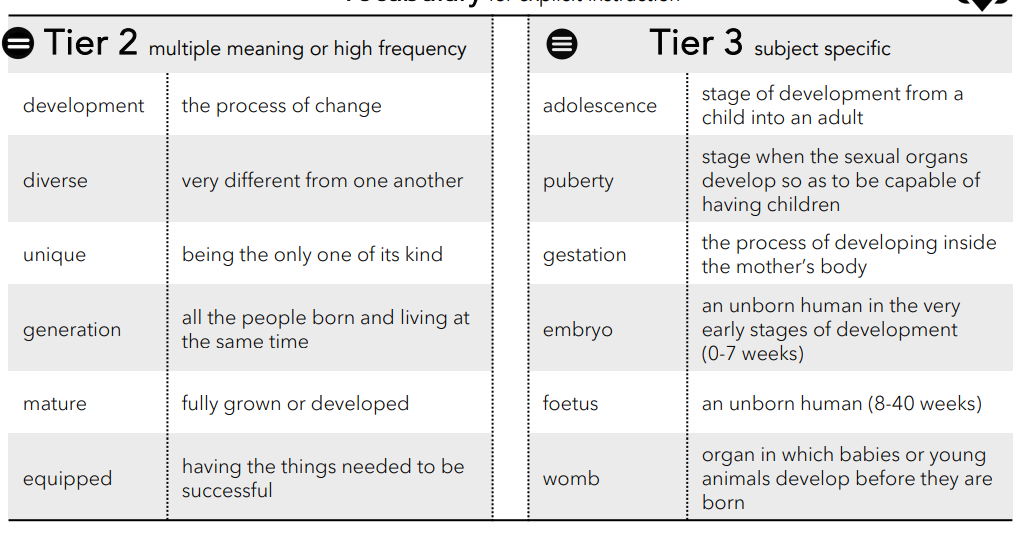 Vocabulary for explicit instruction
Tier 2 multiple meaning or high frequency
development the process of change
diverse very different from one another
unique being the only one of its kind
generation all the people born and living at
the same time
mature fully grown or developed
equipped having the things needed to be
successful
Tier 3 subject specific
adolescence stage of development from a
child into an adult
puberty stage when the sexual organs
develop so as to be capable of
having children
gestation the process of developing inside
the mother's body
embryo an unborn human in the very
early stages of development
(0-7 weeks)
foetus an unborn human (8-40 weeks)
womb organ in which babies or young
animals develop before they are
born